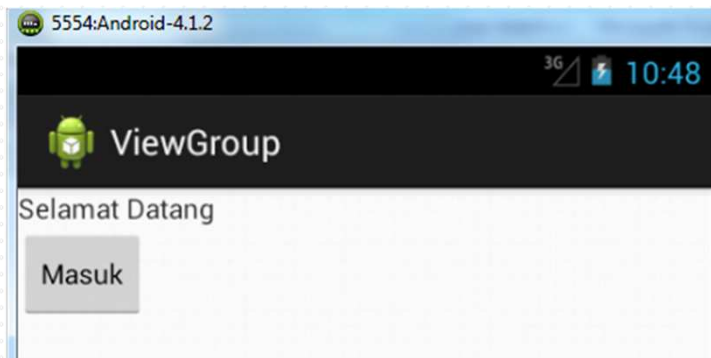 5554:Android-4.1.2
3G 10:48
ViewGroup
Selamat Datang
Masuk